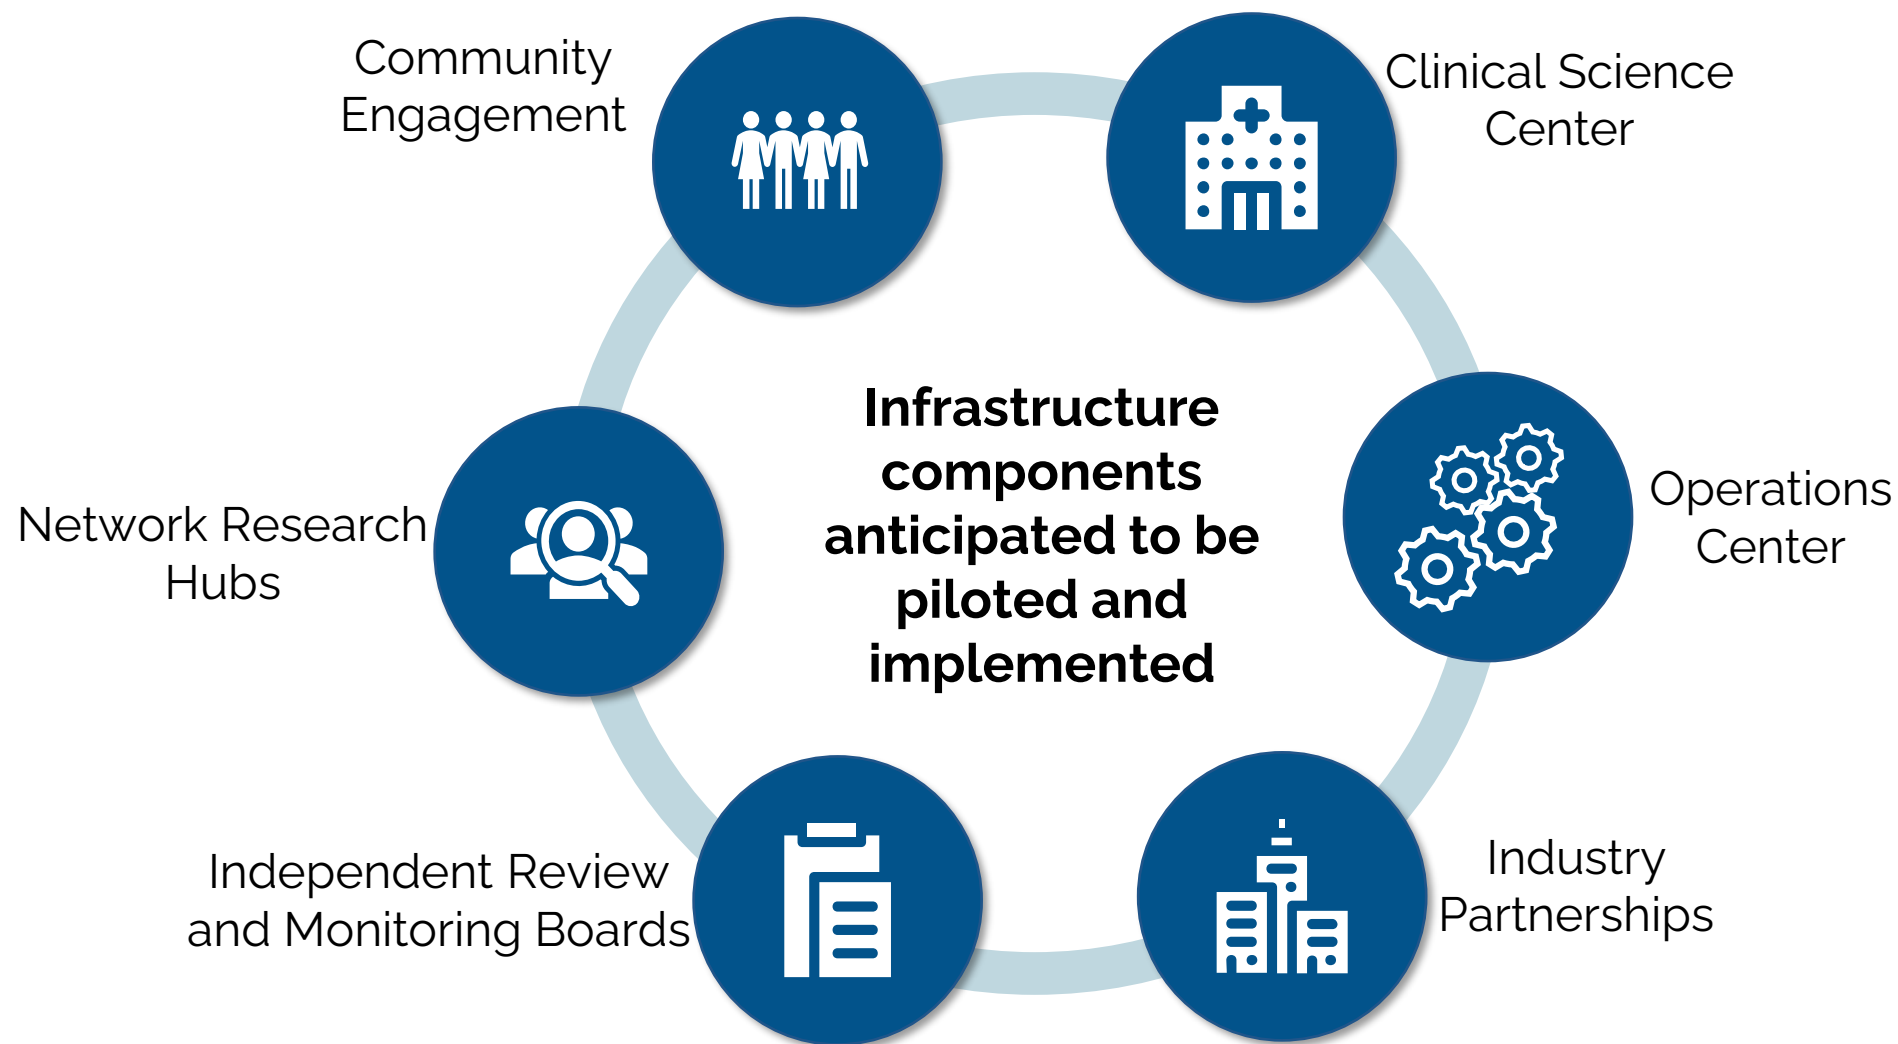 Community
Engagement
Clinical Science
Center
Infrastructure
components
anticipated to be
piloted and
implemented
Operations
Center
Network Research
Hubs
Independent Review
and Monitoring Boards
Industry
Partnerships